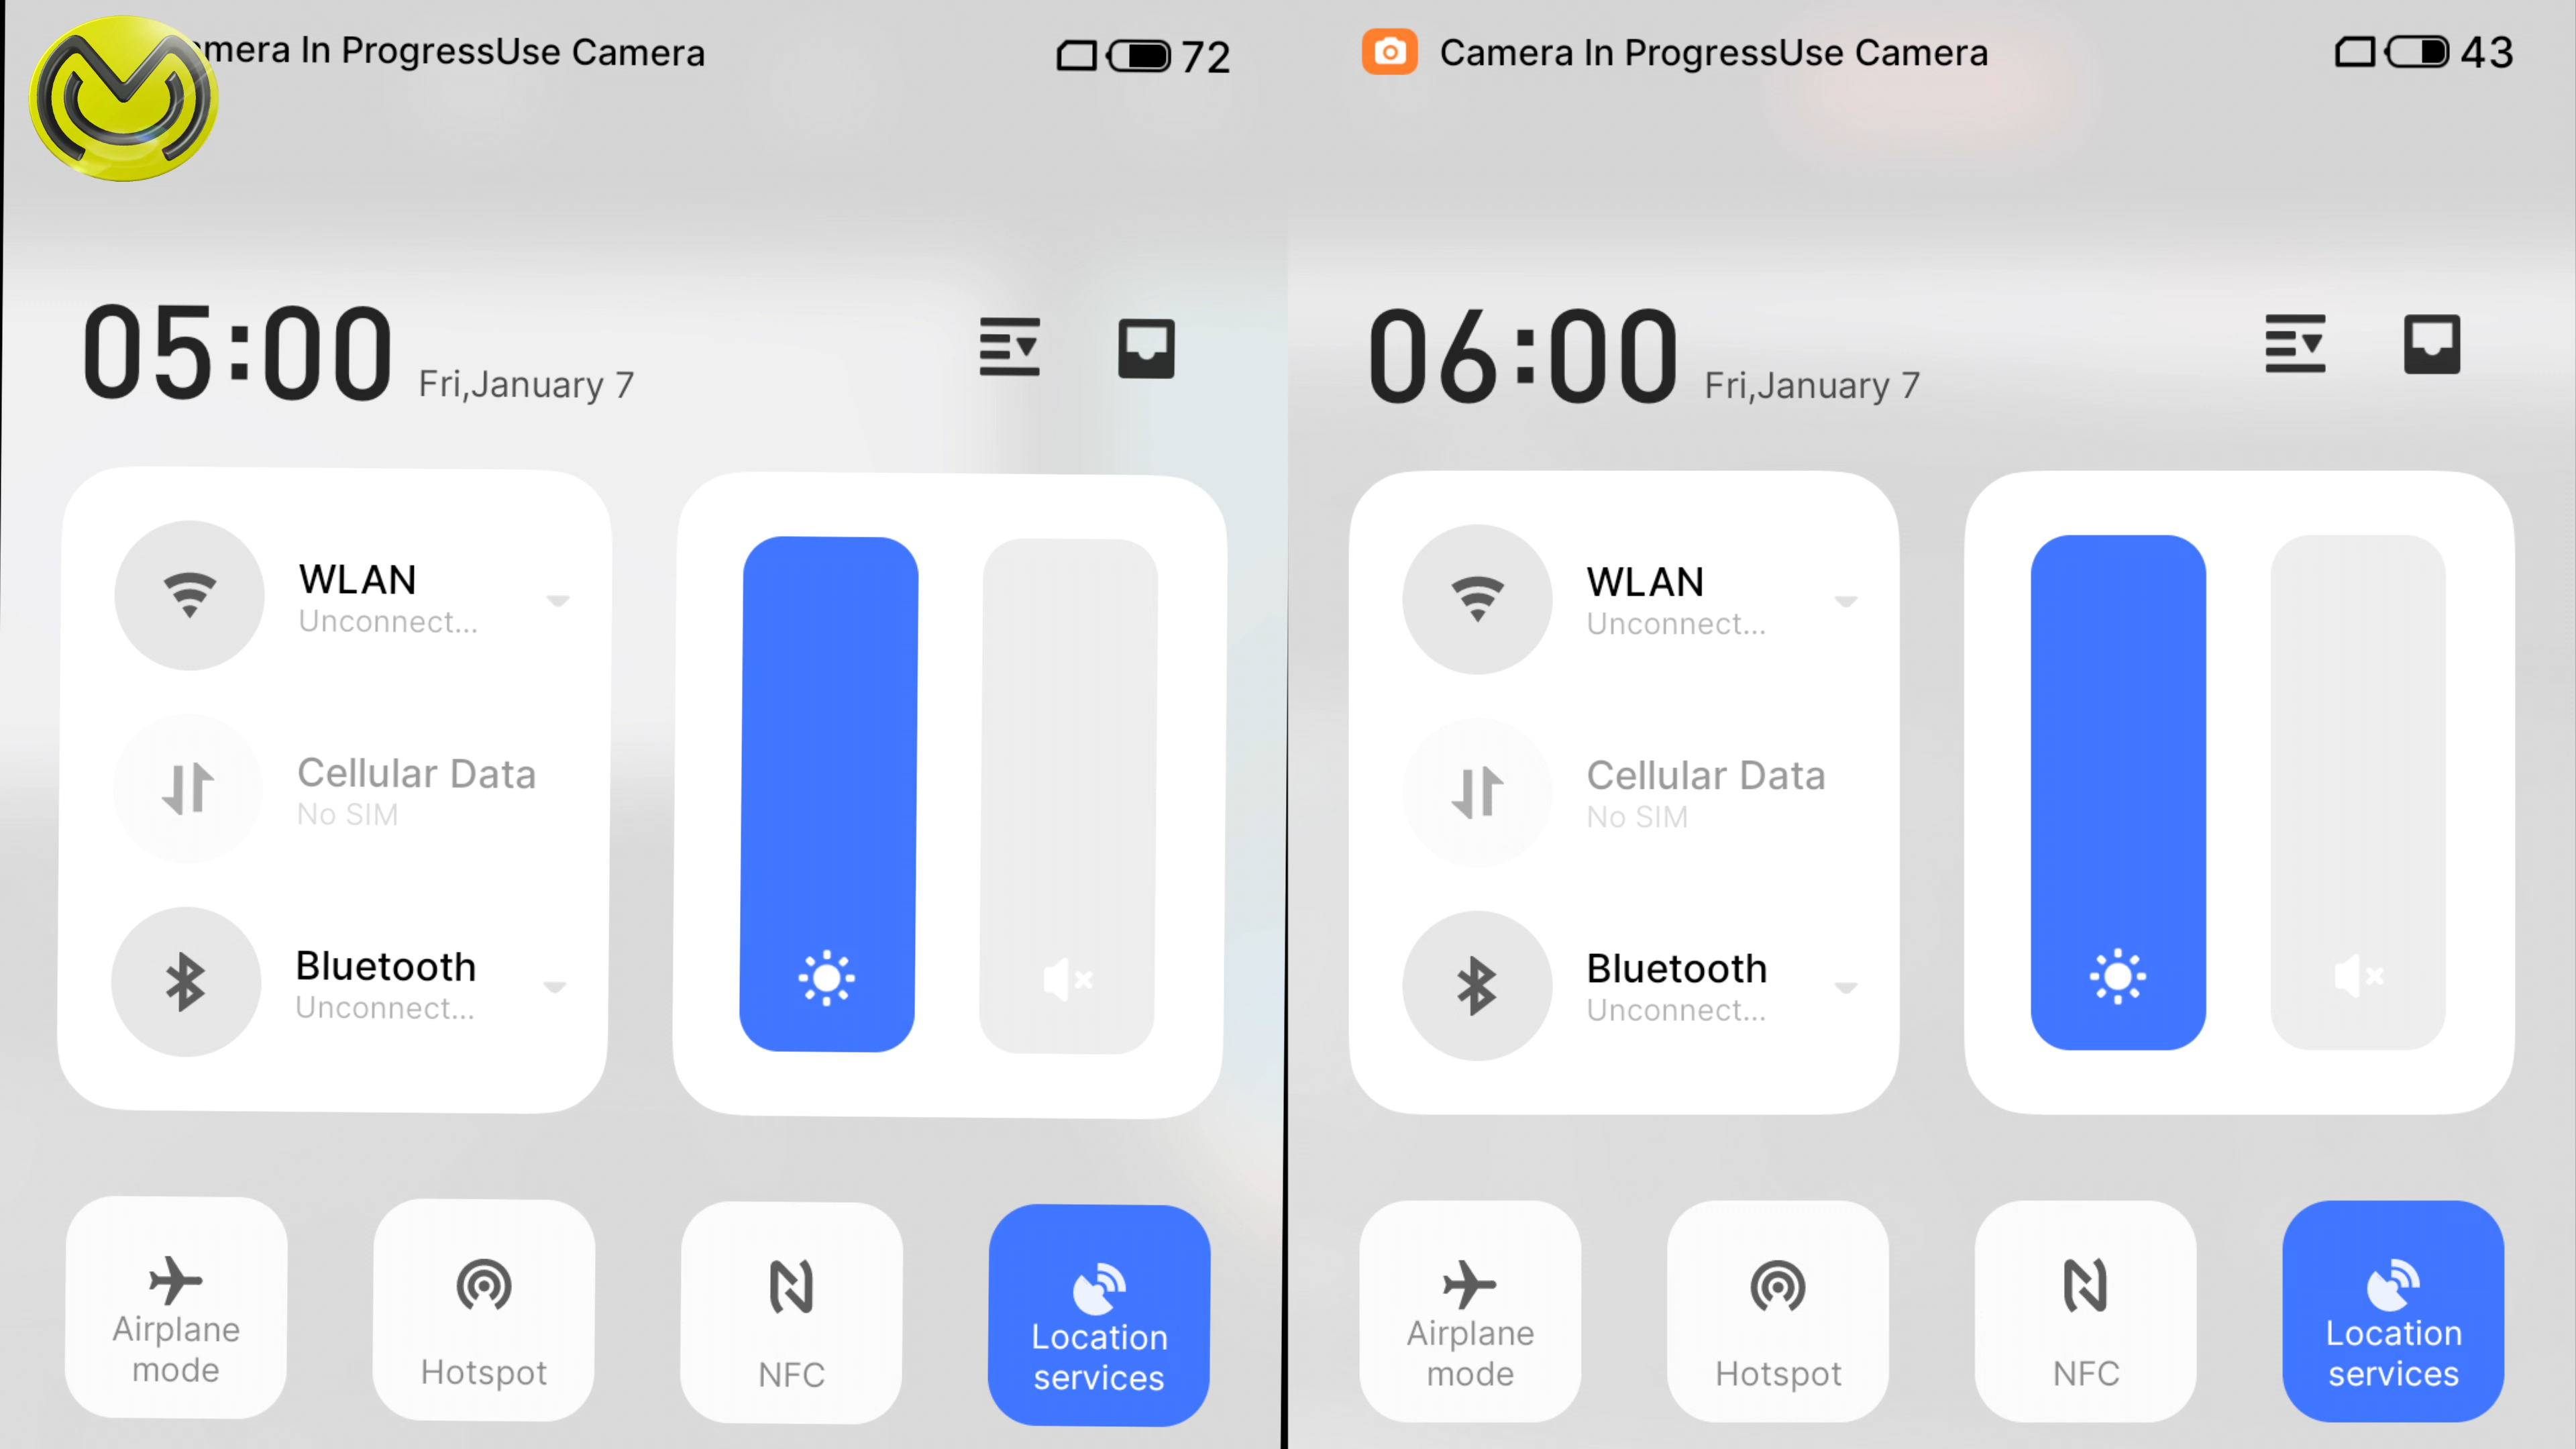 mera In ProgressUse Camera
72
05:00
Fri,January 7
WLAN
Unconnect...
Cellular Data
No SIM
Bluetooth
Unconnect...
Airplane
mode
Hotspot
NFC
Location
services
Camera In ProgressUse Camera
43
06:00
Fri,January 7
WLAN
Unconnect...
Cellular Data
No SIM
Bluetooth
Unconnect...
Airplane
mode
Hotspot
NFC
Location
services